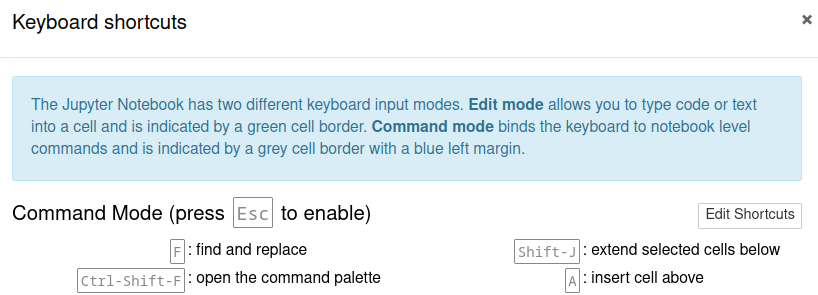 Keyboard shortcuts ×
The Jupyter Notebook has two different keyboard input modes. Edit mode allows you to type code or text
into a cell and is indicated by a green cell border. Command mode binds the keyboard to notebook level
commands and is indicated by a grey cell border with a blue left margin.
Command Mode (press Esc to enable) Edit Shortcuts
F : find and replace Shift-J : extend selected cells below
Ctrl-Shift-F : open the command palette A : insert cell above